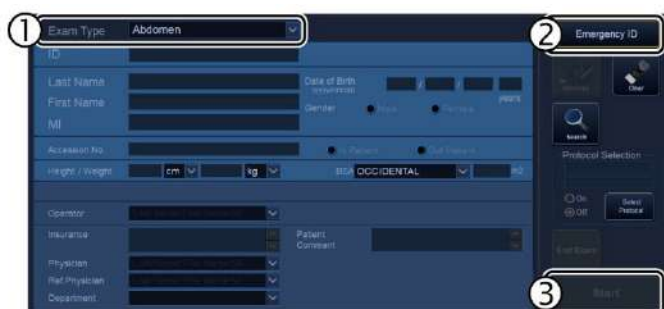 1
Exam Type Abdomen
2
Emergency ID
ID
Last Name
Date of Birth
/ / years
First Name
Gender
MI
Clear
Search
Accession No.
Protocol Selection
Height / Weight cm kg BSA OCCIDENTAL m2
On
Off
Select Protocol
Operator
Insurance
Patient Comment
Physician
Ref.Physician
Department
3
Start